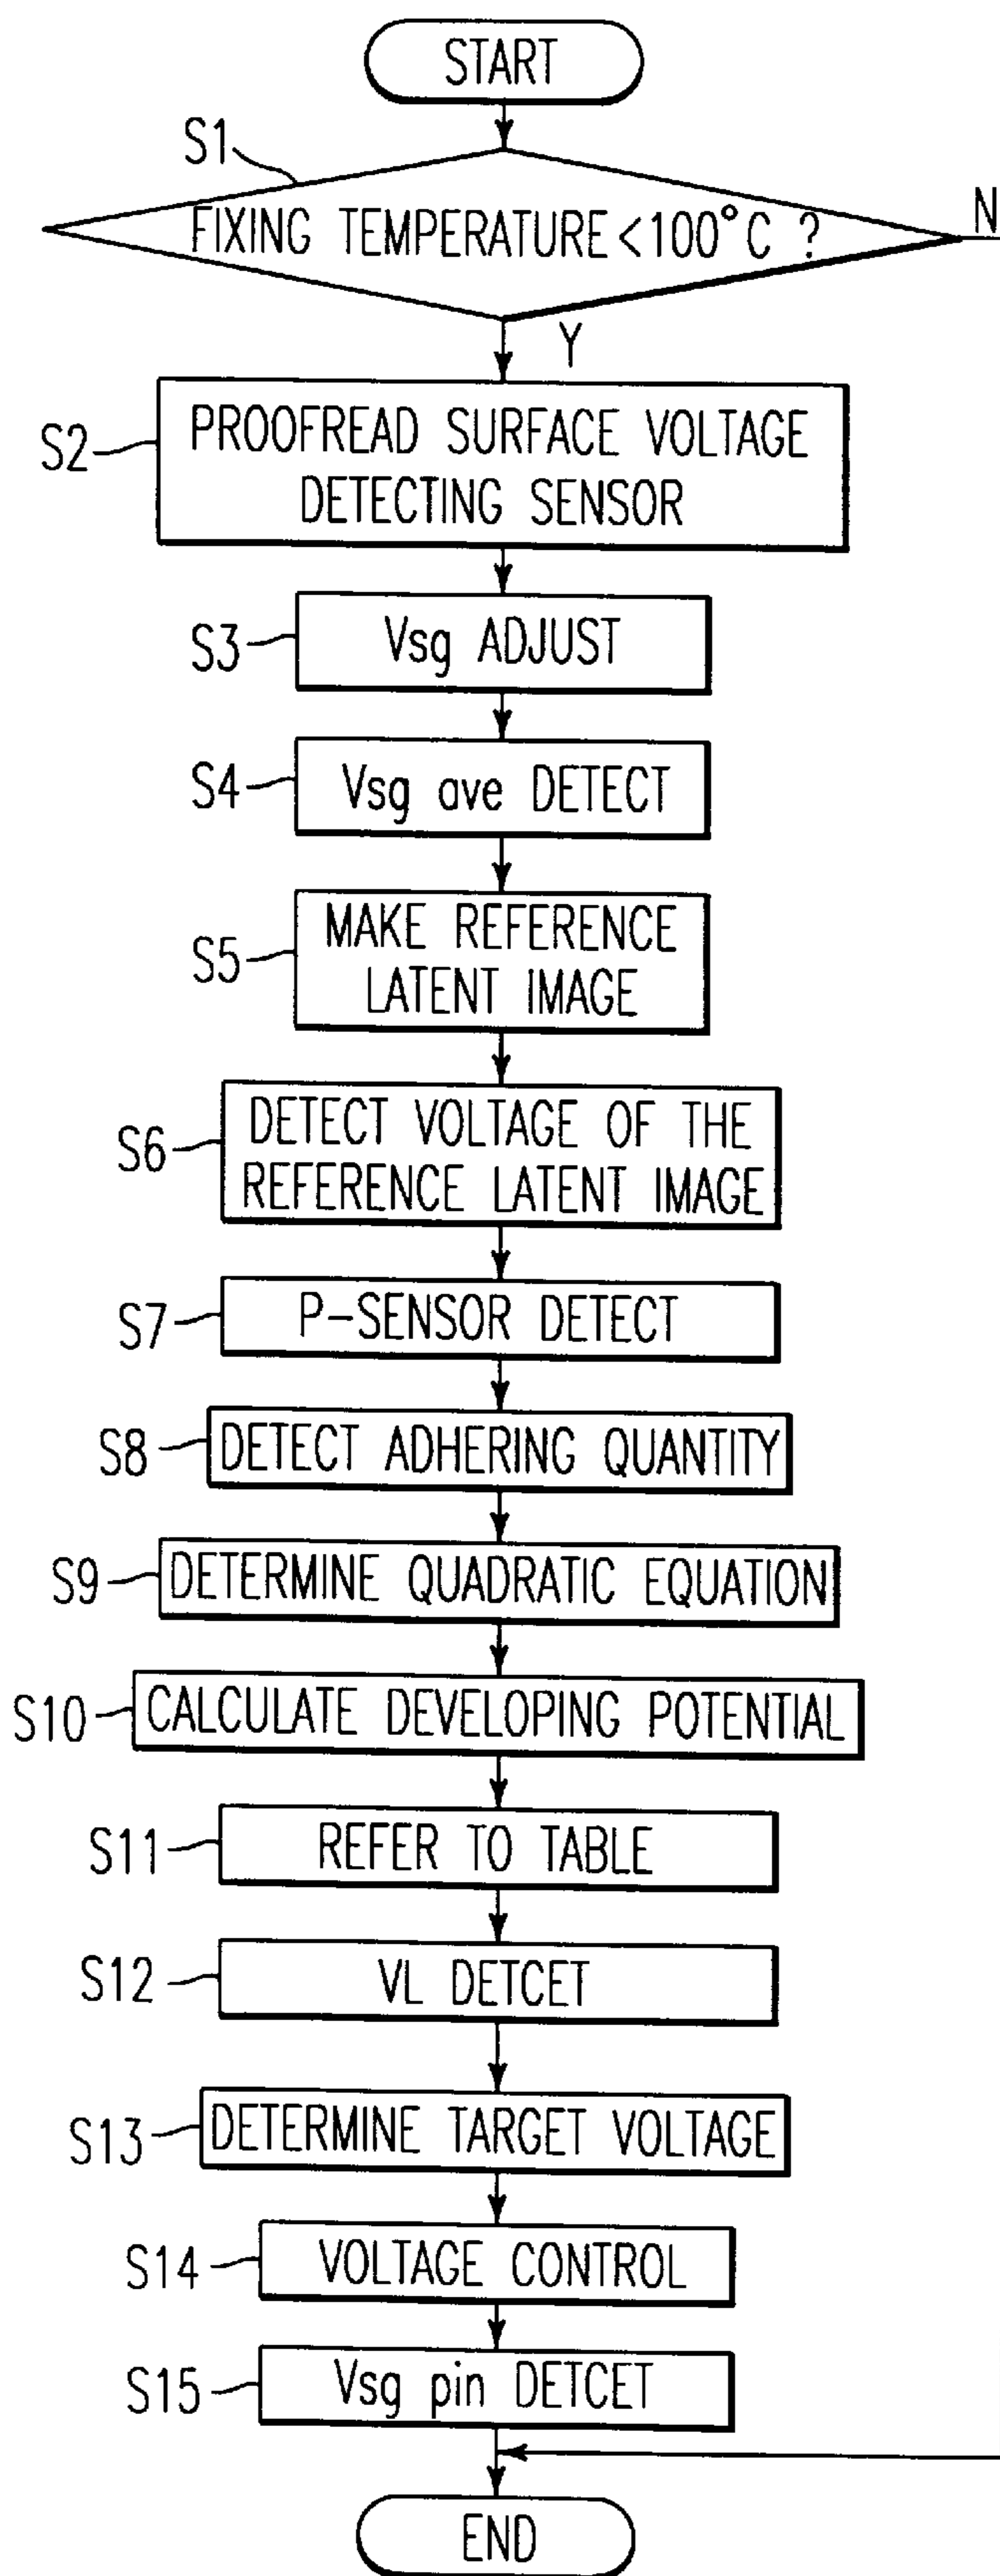 START
S1
FIXING TEMPERATURE<100°C ?
N
Y
S2
PROOFREAD SURFACE VOLTAGE
DETECTING SENSOR
S3
Vsg ADJUST
S4
Vsg ave DETECT
S5
MAKE REFERENCE
LATENT IMAGE
S6
DETECT VOLTAGE OF THE
REFERENCE LATENT IMAGE
S7
P-SENSOR DETECT
S8
DETECT ADHERING QUANTITY
S9
DETERMINE QUADRATIC EQUATION
S10
CALCULATE DEVELOPING POTENTIAL
S11
REFER TO TABLE
S12
VL DETCET
S13
DETERMINE TARGET VOLTAGE
S14
VOLTAGE CONTROL
S15
Vsg pin DETCET
END